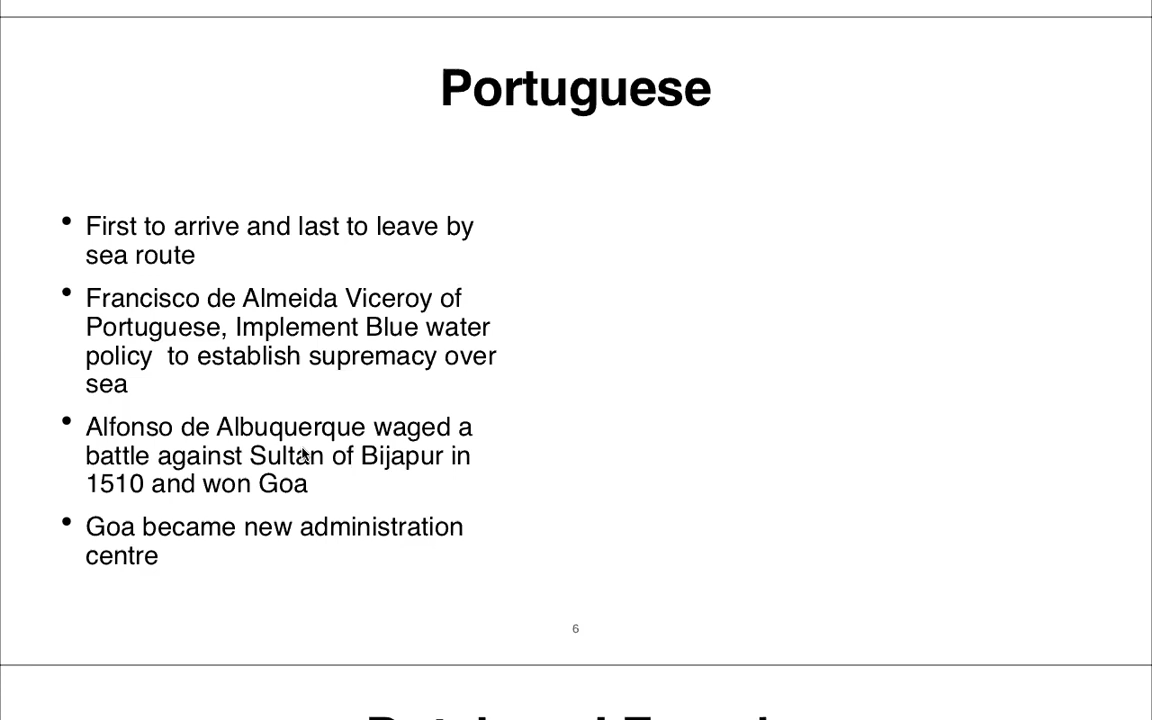 Portuguese
• First to arrive and last to leave by
sea route
• Francisco de Almeida Viceroy of
Portuguese, Implement Blue water
policy  to establish supremacy over
sea
• Alfonso de Albuquerque waged a
battle against Sultan of Bijapur in
1510 and won Goa
• Goa became new administration
centre
6